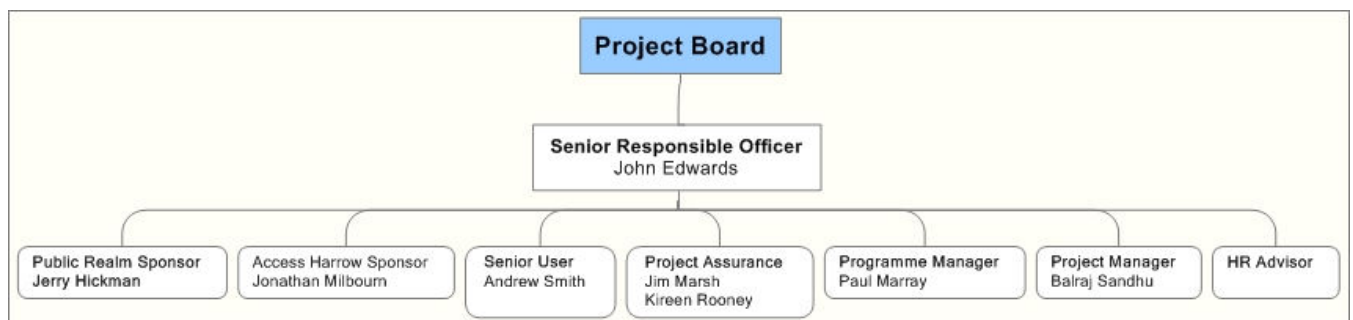 Project Board
Senior Responsible Officer
John Edwards
Public Realm Sponsor
Jerry Hickman
Access Harrow Sponsor
Jonathan Milbourn
Senior User
Andrew Smith
Project Assurance
Jim Marsh
Kireen Rooney
Programme Manager
Paul Marray
Project Manager
Balraj Sandhu
HR Advisor